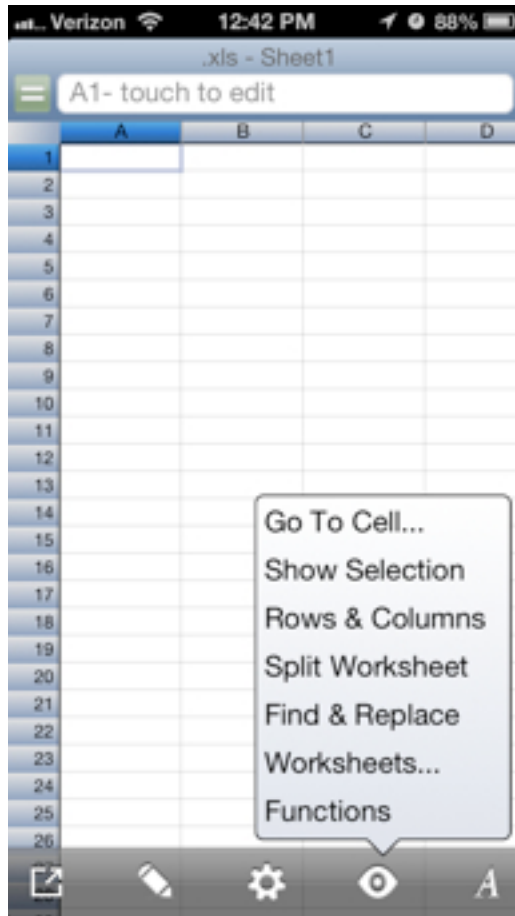 Verizon 12:42 PM 88%
.xls - Sheet1
= A1- touch to edit
A B C D
1
2
3
4
5
6
7
8
9
10
11
12
13
14
15
16
17
18
19
20
21
22
23
24
25
26
Go To Cell...
Show Selection
Rows & Columns
Split Worksheet
Find & Replace
Worksheets...
Functions
A